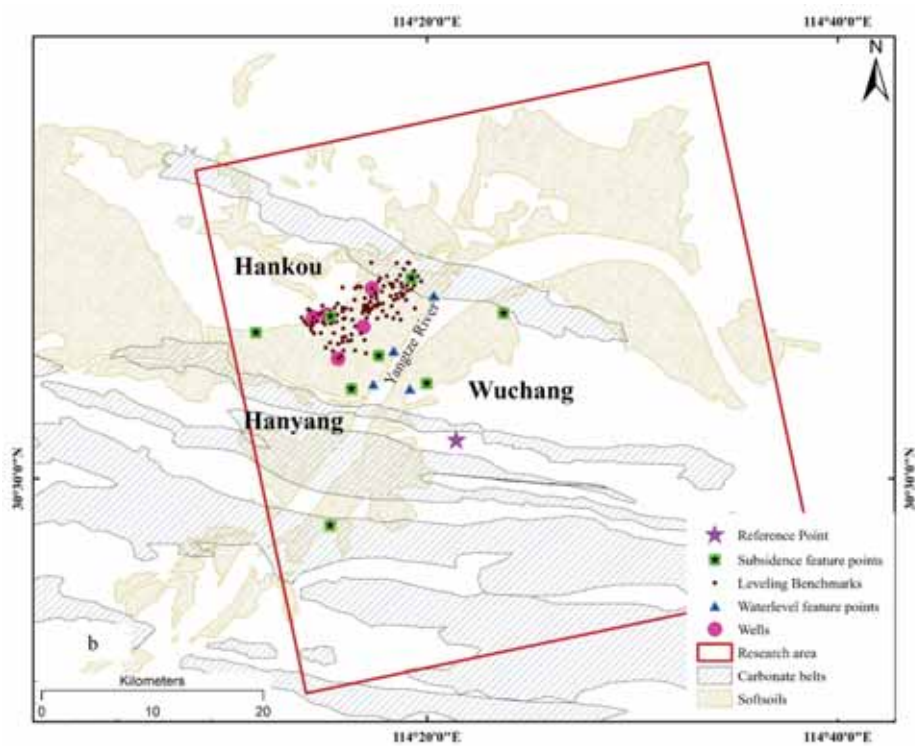 114°20'0"E
114°40'0"E
N
Hankou
Yangtze River
Wuchang
Hanyang
30°30'0"N
30°30'0"N
Reference Point
Subsidence feature points
Leveling Benchmarks
Waterlevel feature points
Wells
Research area
Carbonate belts
Softsoils
b
Kilometers
0
10
20
114°20'0"E
114°40'0"E